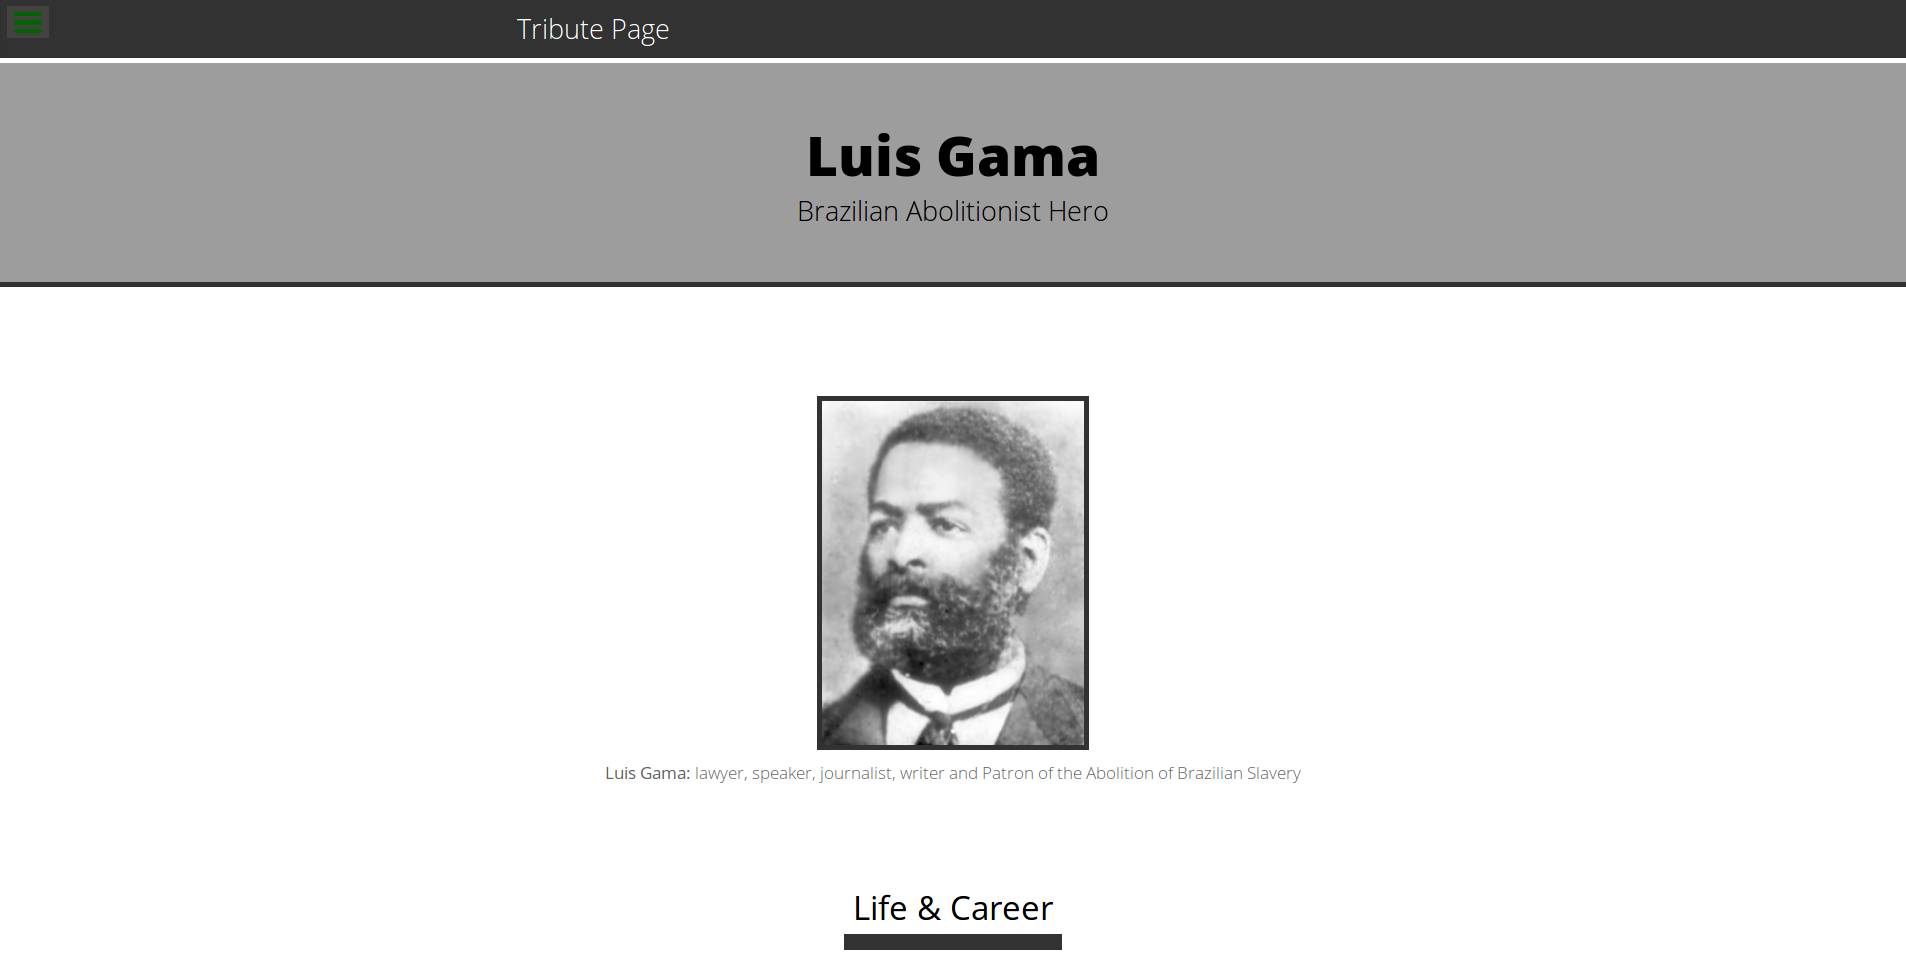 Tribute Page
Luis Gama
Brazilian Abolitionist Hero
Luis Gama: lawyer, speaker, journalist, writer and Patron of the Abolition of Brazilian Slavery
Life & Career